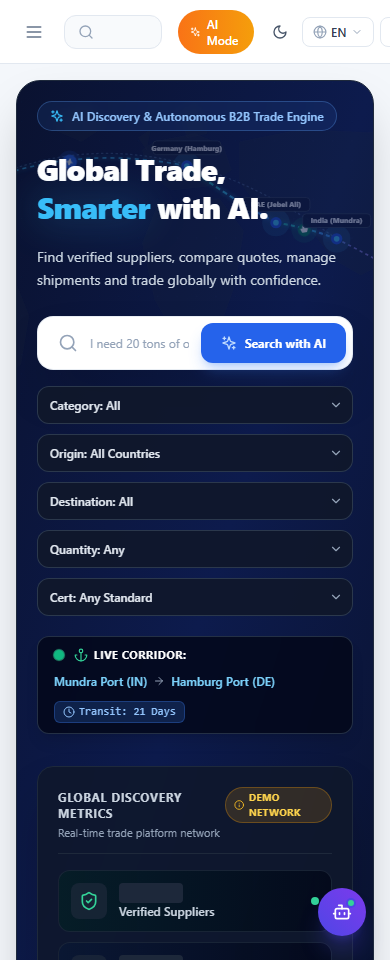 AI
Mode
EN
AI Discovery & Autonomous B2B Trade Engine
Germany (Hamburg)
Global Trade,
AE (Jebel Ali)
Smarter with AI.
India (Mundra)
Find verified suppliers, compare quotes, manage
shipments and trade globally with confidence.
I need 20 tons of o
Search with AI
Category: All
Origin: All Countries
Destination: All
Quantity: Any
Cert: Any Standard
LIVE CORRIDOR:
Mundra Port (IN) → Hamburg Port (DE)
Transit: 21 Days
GLOBAL DISCOVERY
METRICS
DEMO
NETWORK
Real-time trade platform network
Verified Suppliers